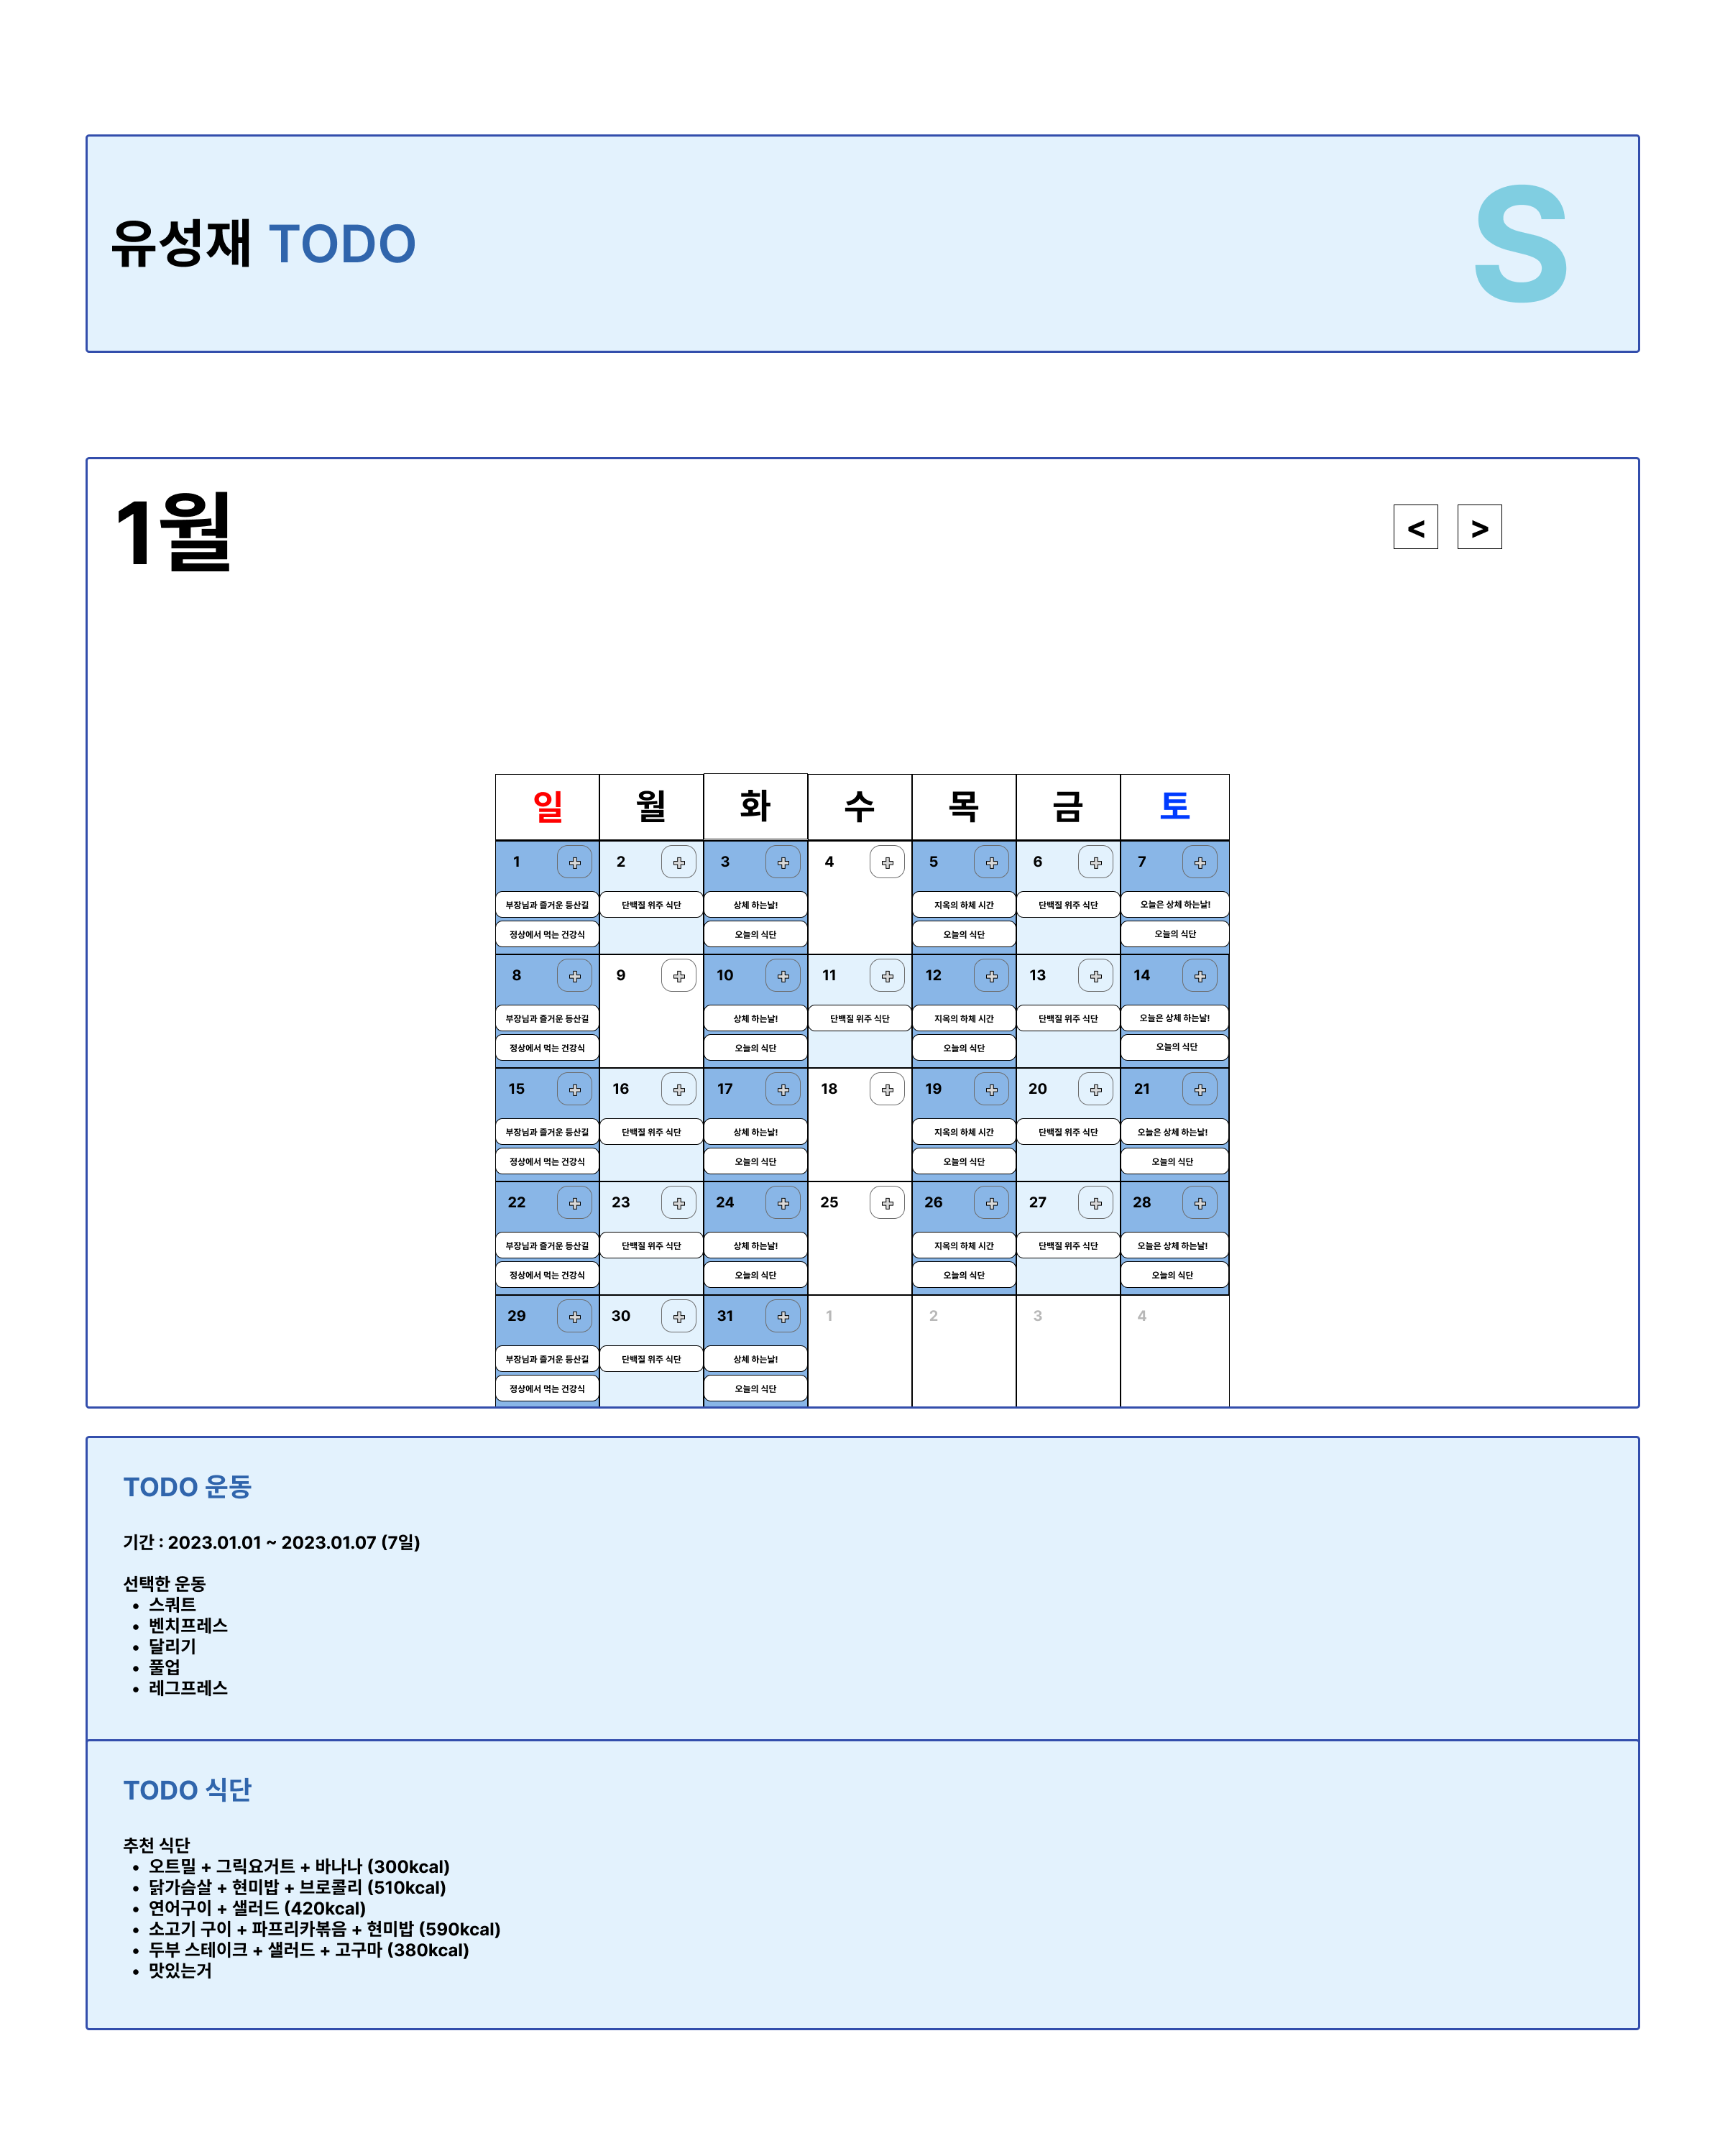 유성재 TODO
S
1월
< >
일 월 화 수 목 금 토
1 2 3 4 5 6 7
부장님과 즐거운 등산길 단백질 위주 식단 상체 하는날! 지옥의 하체 시간 단백질 위주 식단 오늘은 상체 하는날!
정상에서 먹는 건강식 오늘의 식단 오늘의 식단 오늘의 식단
8 9 10 11 12 13 14
부장님과 즐거운 등산길 상체 하는날! 단백질 위주 식단 지옥의 하체 시간 단백질 위주 식단 오늘은 상체 하는날!
정상에서 먹는 건강식 오늘의 식단 오늘의 식단 오늘의 식단
15 16 17 18 19 20 21
부장님과 즐거운 등산길 단백질 위주 식단 상체 하는날! 지옥의 하체 시간 단백질 위주 식단 오늘은 상체 하는날!
정상에서 먹는 건강식 오늘의 식단 오늘의 식단 오늘의 식단
22 23 24 25 26 27 28
부장님과 즐거운 등산길 단백질 위주 식단 상체 하는날! 지옥의 하체 시간 단백질 위주 식단 오늘은 상체 하는날!
정상에서 먹는 건강식 오늘의 식단 오늘의 식단 오늘의 식단
29 30 31 1 2 3 4
부장님과 즐거운 등산길 단백질 위주 식단 상체 하는날!
정상에서 먹는 건강식 오늘의 식단
TODO 운동
기간 : 2023.01.01 ~ 2023.01.07 (7일)
선택한 운동
• 스쿼트
• 벤치프레스
• 달리기
• 풀업
• 레그프레스
TODO 식단
추천 식단
• 오트밀 + 그릭요거트 + 바나나 (300kcal)
• 닭가슴살 + 현미밥 + 브로콜리 (510kcal)
• 연어구이 + 샐러드 (420kcal)
• 소고기 구이 + 파프리카볶음 + 현미밥 (590kcal)
• 두부 스테이크 + 샐러드 + 고구마 (380kcal)
• 맛있는거